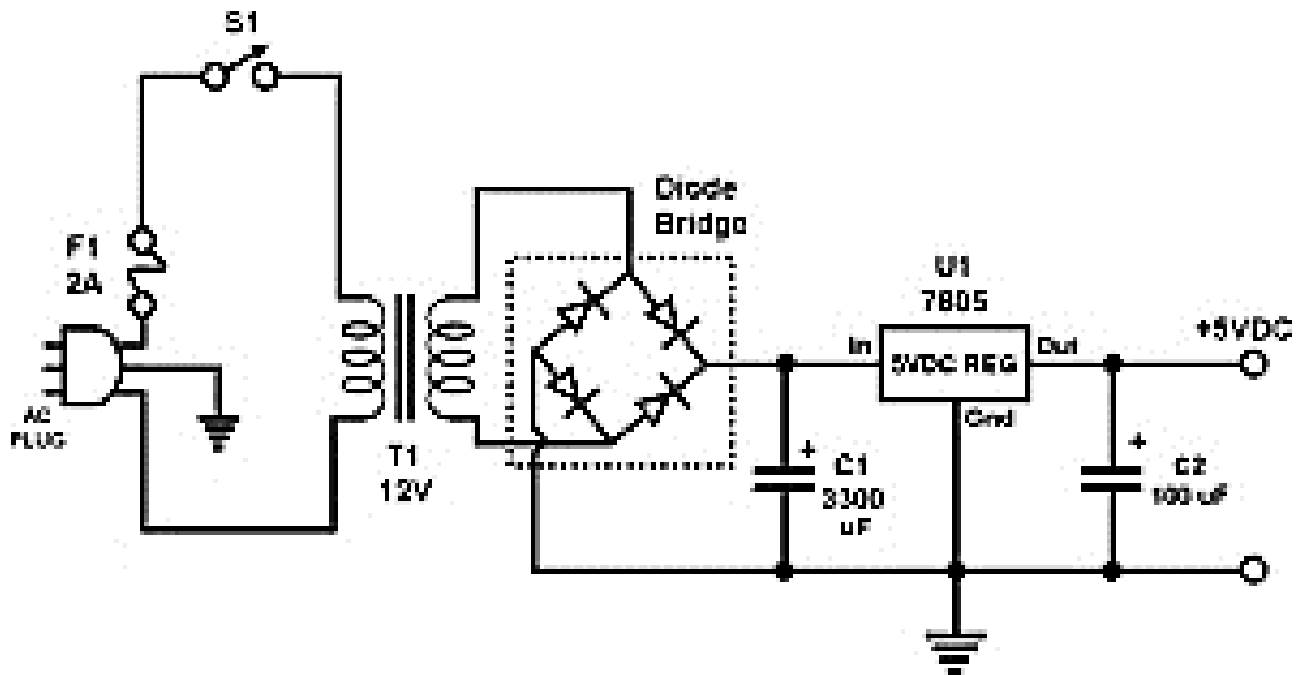 S1
Diode
Bridge
F1
2A
U1
7805
+5VDC
In
5VDC REG
Out
Gnd
AC
PLUG
T1
12V
+
C1
3300
uF
+
C2
100 uF